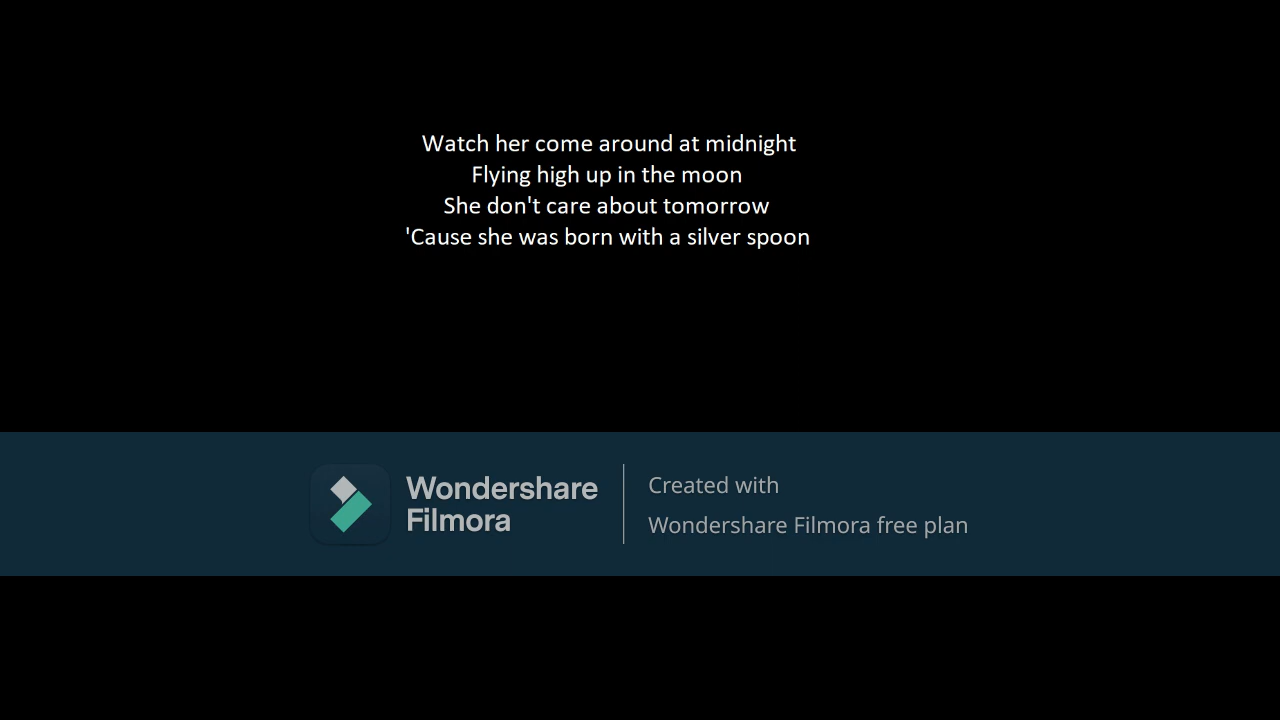 Watch her come around at midnight
Flying high up in the moon
She don't care about tomorrow
'Cause she was born with a silver spoon
Wondershare
Filmora
Created with
Wondershare Filmora free plan